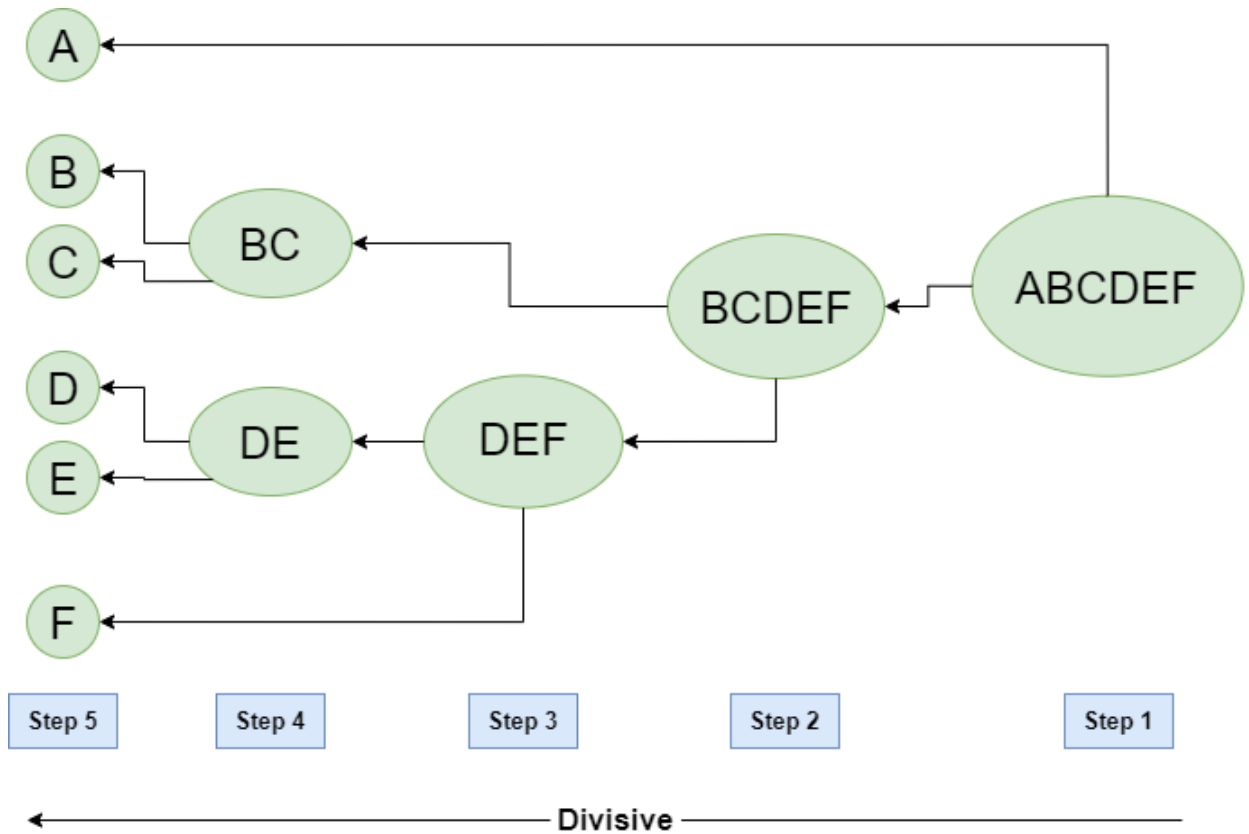 A
B
BC
C
BCDEF
ABCDEF
D
DE
DEF
E
F
Step 5 Step 4 Step 3 Step 2 Step 1
Divisive